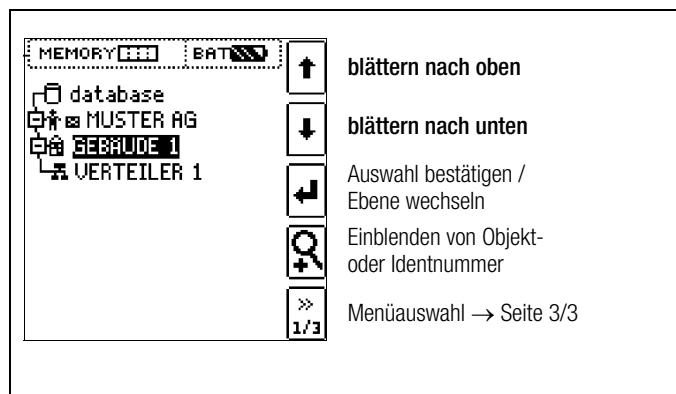 MEMORY BAT
database
MUSTER AG
GEBÄUDE 1
VERTEILER 1
>>
1/3
blättern nach oben
blättern nach unten
Auswahl bestätigen /
Ebene wechseln
Einblenden von Objekt-
oder Identnummer
Menüauswahl → Seite 3/3